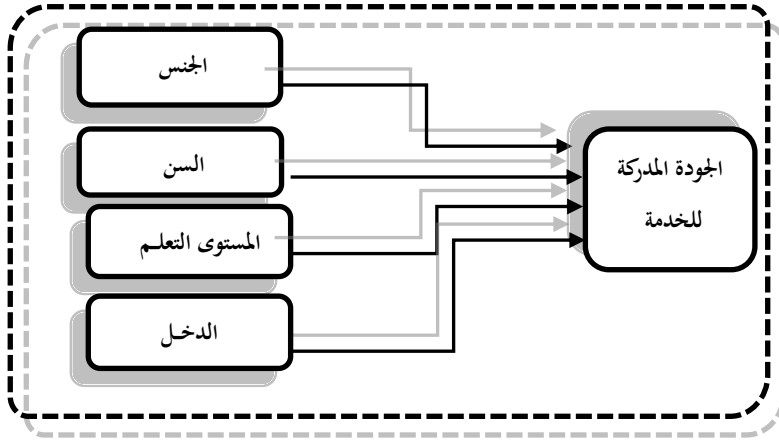 الجنس
السن
المستوى التعلم
الدخل
الجودة المدركة
للخدمة